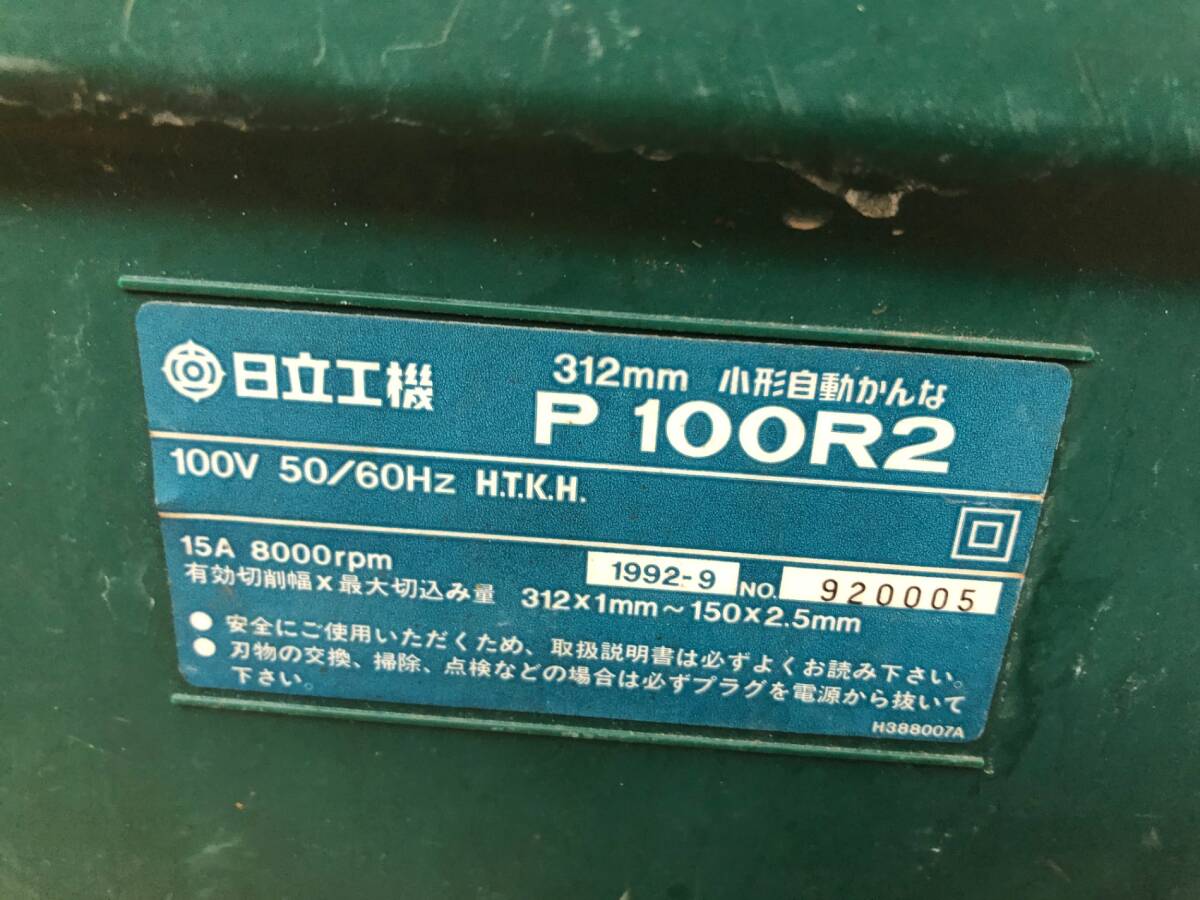 日立工機
312mm 小形自動かんな
P 100R2
100V 50/60Hz H.T.K.H.
15A 8000rpm
1992-9 NO. 920005
有効切削幅×最大切込み量 312×1mm～150×2.5mm
● 安全にご使用いただくため、取扱説明書は必ずよくお読み下さい。
● 刃物の交換、掃除、点検などの場合は必ずプラグを電源から抜いて
下さい。
H388007A